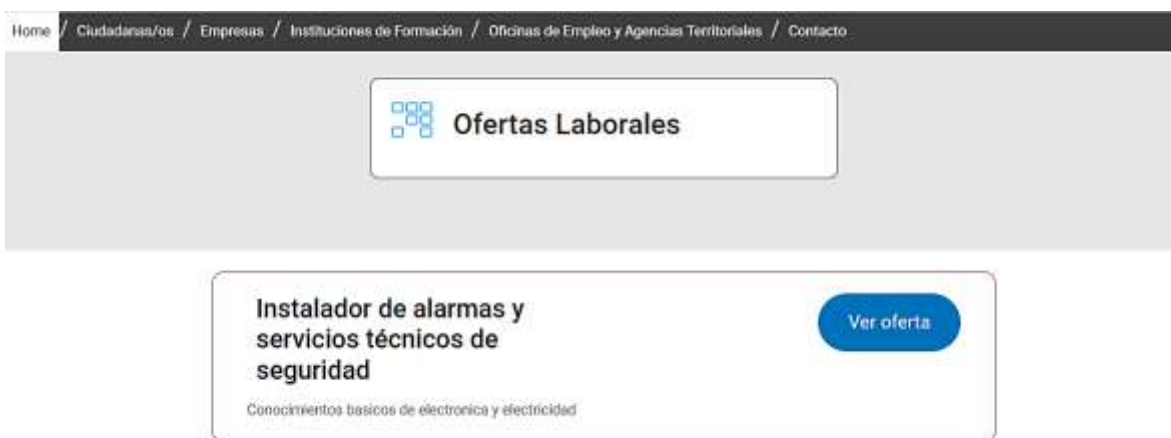 Home / Ciudadanas/os / Empresas / Instituciones de Formación / Oficinas de Empleo y Agencias Territoriales / Contacto
Ofertas Laborales
Instalador de alarmas y
servicios técnicos de
seguridad
Ver oferta
Conocimientos basicos de electronica y electricidad